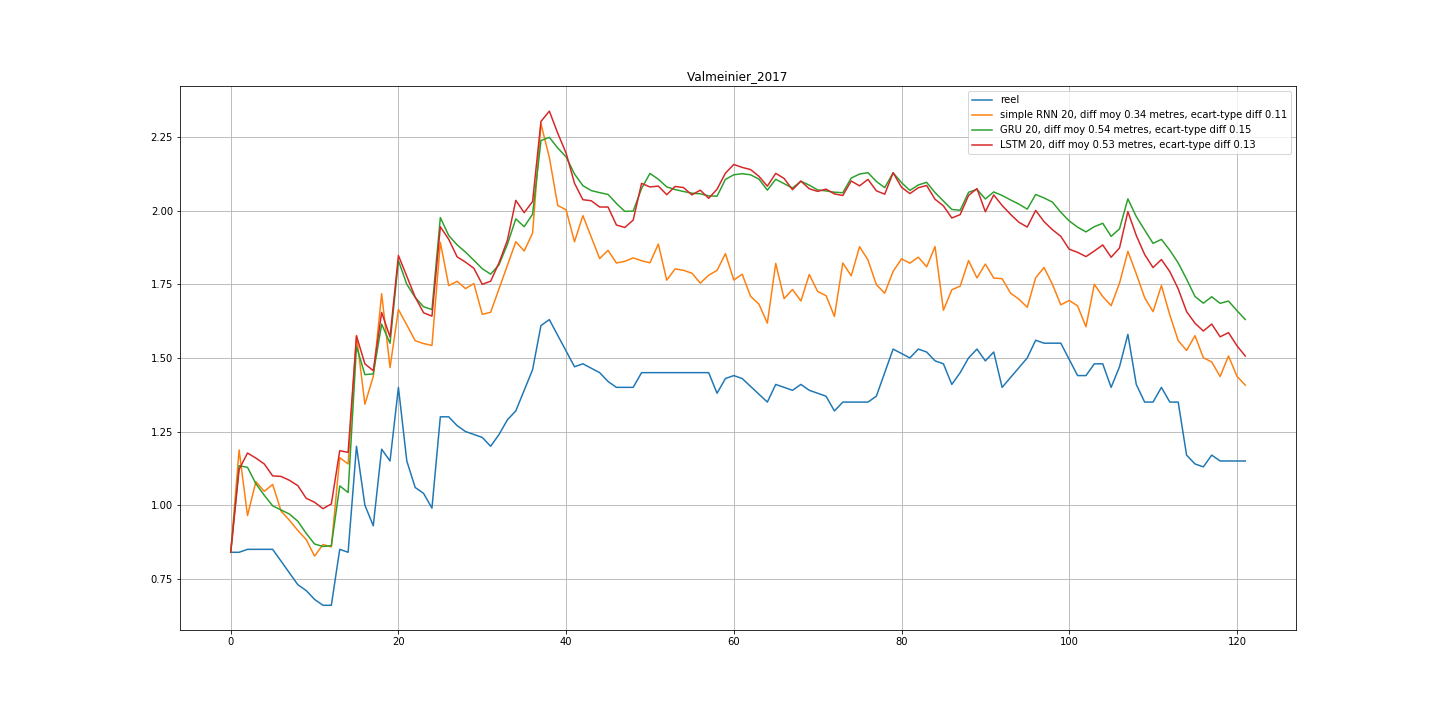 Valmeinier_2017
reel
simple RNN 20, diff moy 0.34 metres, ecart-type diff 0.11
GRU 20, diff moy 0.54 metres, ecart-type diff 0.15
LSTM 20, diff moy 0.53 metres, ecart-type diff 0.13
2.25
2.00
1.75
1.50
1.25
1.00
0.75
0 20 40 60 80 100 120